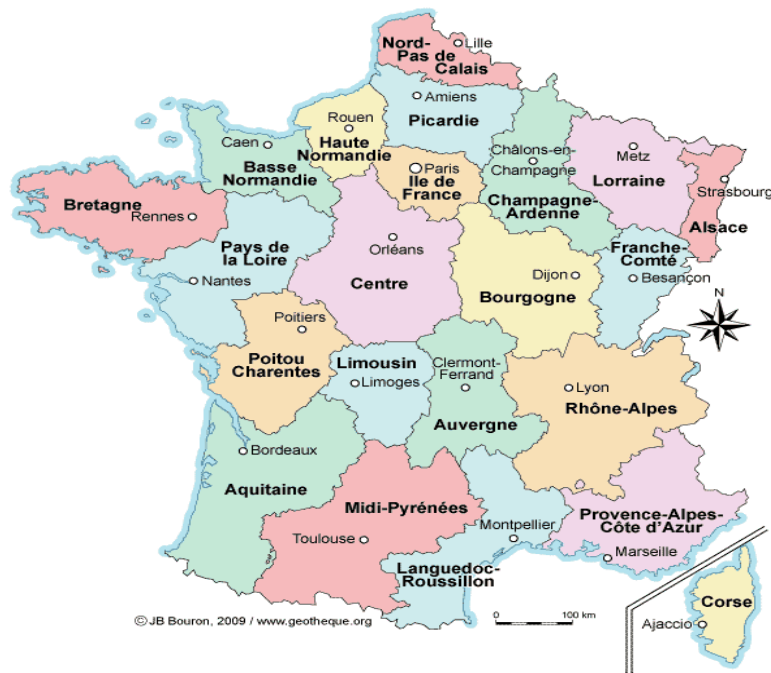 Nord-
Pas de
Calais
Lille
Amiens
Picardie
Rouen
Haute
Normandie
Caen
Basse
Normandie
Paris
Ile de
France
Châlons-en-
Champagne
Champagne-
Ardenne
Metz
Lorraine
Strasbourg
Alsace
Bretagne
Rennes
Pays de
la Loire
Nantes
Orléans
Centre
Dijon
Bourgogne
Franche-
Comté
Besançon
N
Poitiers
Poitou
Charentes
Limousin
Limoges
Clermont-
Ferrand
Auvergne
Lyon
Rhône-Alpes
Bordeaux
Aquitaine
Midi-Pyrénées
Toulouse
Montpellier
Languedoc-
Roussillon
Provence-Alpes-
Côte d'Azur
Marseille
Corse
Ajaccio
0 100 km
© JB Bouron, 2009 / www.geotheque.org